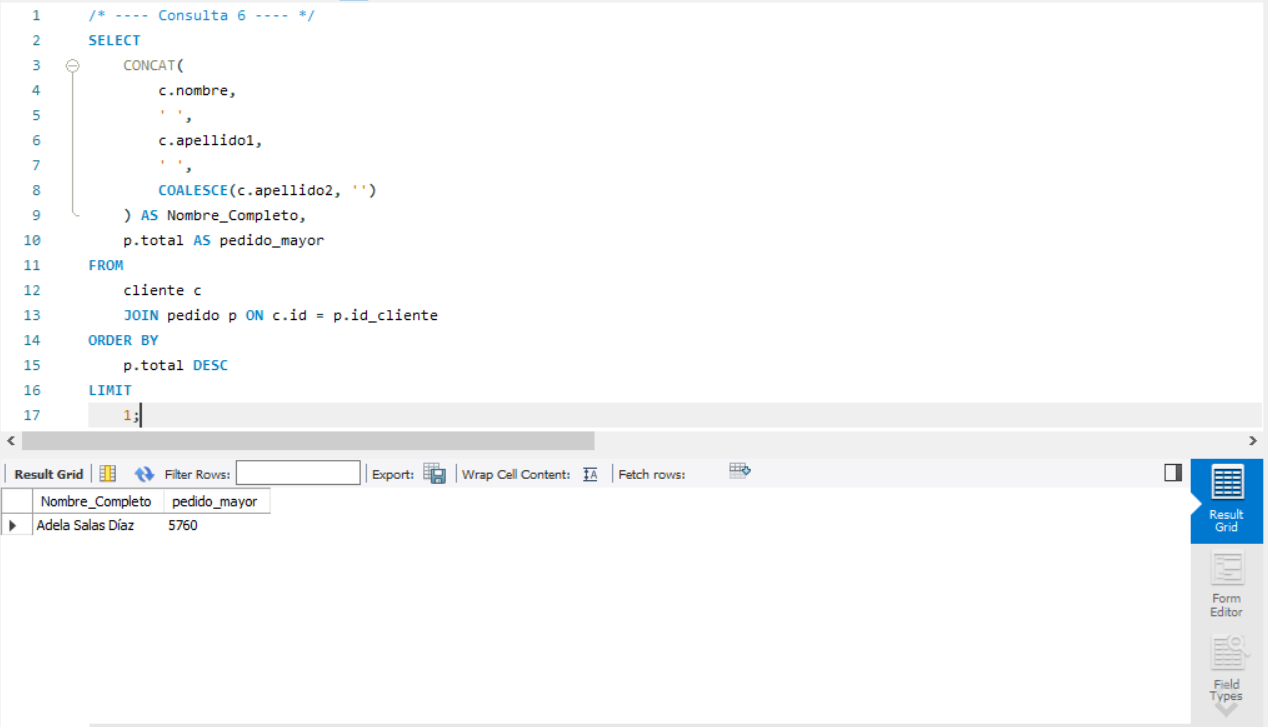 1 /* ---- Consulta 6 ---- */
2 SELECT
3 CONCAT(
4 c.nombre,
5 ' ',
6 c.apellido1,
7 ' ',
8 COALESCE(c.apellido2, '')
9 ) AS Nombre_Completo,
10 p.total AS pedido_mayor
11 FROM
12 cliente c
13 JOIN pedido p ON c.id = p.id_cliente
14 ORDER BY
15 p.total DESC
16 LIMIT
17 1;
Result Grid Filter Rows: Export: Wrap Cell Content: Fetch rows:
Nombre_Completo pedido_mayor
Adela Salas Díaz 5760
Result
Grid
Form
Editor
Field
Types